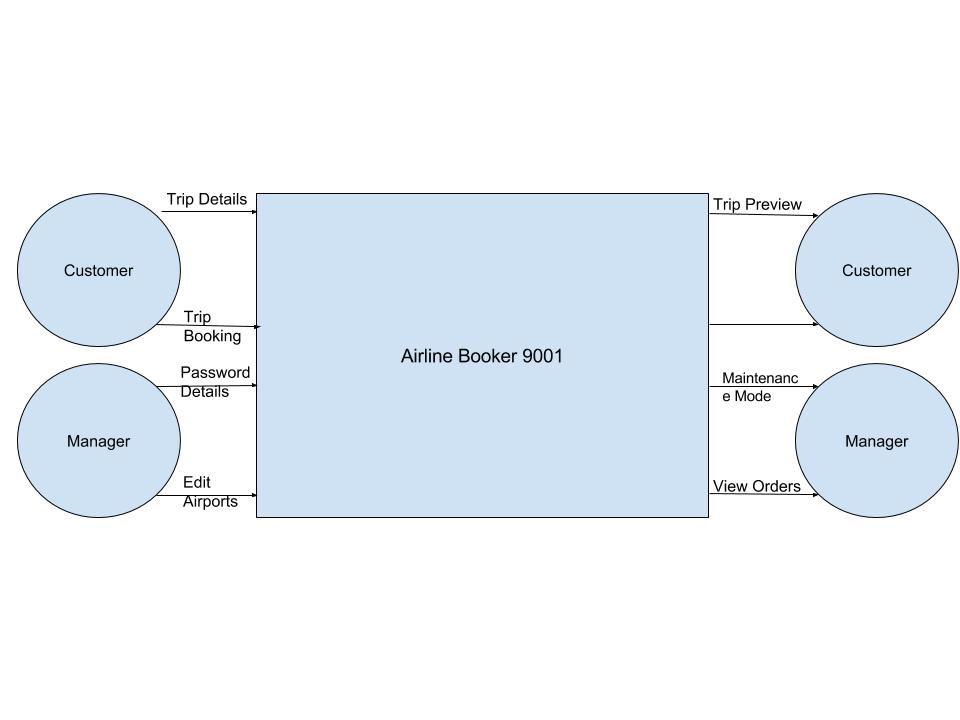 Trip Details
Trip Preview
Customer
Customer
Trip
Booking
Airline Booker 9001
Password
Details
Maintenanc
e Mode
Manager
Manager
Edit
Airports
View Orders